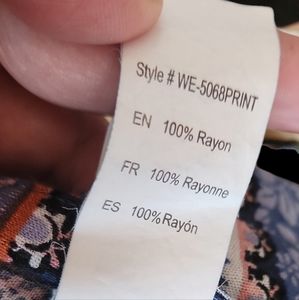 Style # WE-5068PRINT
EN 100% Rayon
FR 100% Rayonne
ES 100% Rayón